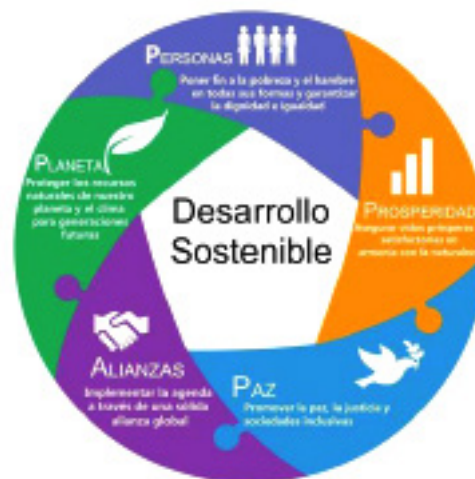 PERSONAS
Poner fin a la pobreza y el hambre
en todas sus formas y garantizar
la dignidad e igualdad
PROSPERIDAD
Asegurar vidas prósperas
satisfactorias en
armonía con la naturaleza
PLANETA
Proteger los recursos
naturales de nuestro
planeta y el clima
para generaciones
futuras
Desarrollo
Sostenible
ALIANZAS
Implementar la agenda
a través de una sólida
alianza global
PAZ
Promover la paz, la justicia y
sociedades inclusivas